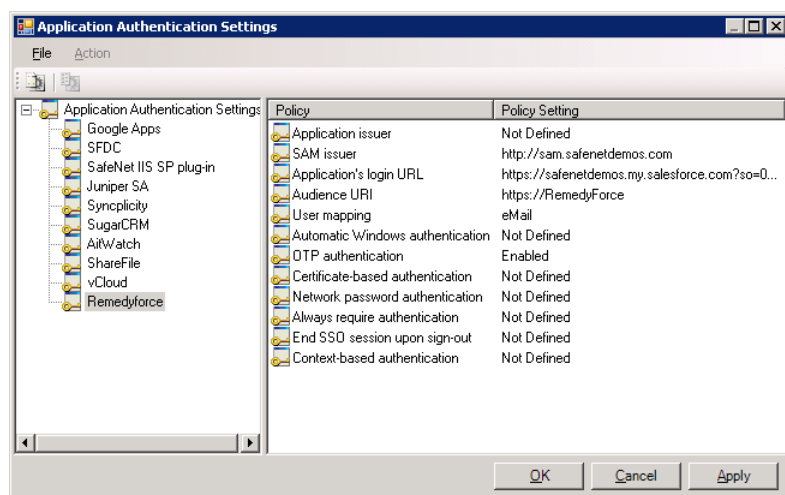 Application Authentication Settings
File Action
Application Authentication Settings
Google Apps
SFDC
SafeNet IIS SP plug-in
Juniper SA
Syncplicity
SugarCRM
AitWatch
ShareFile
vCloud
Remedyforce
Policy Policy Setting
Application issuer Not Defined
SAM issuer http://sam.safenetdemos.com
Application's login URL https://safenetdemos.my.salesforce.com?so=0...
Audience URI https://RemedyForce
User mapping eMail
Automatic Windows authentication Not Defined
OTP authentication Enabled
Certificate-based authentication Not Defined
Network password authentication Not Defined
Always require authentication Not Defined
End SSO session upon sign-out Not Defined
Context-based authentication Not Defined
OK Cancel Apply